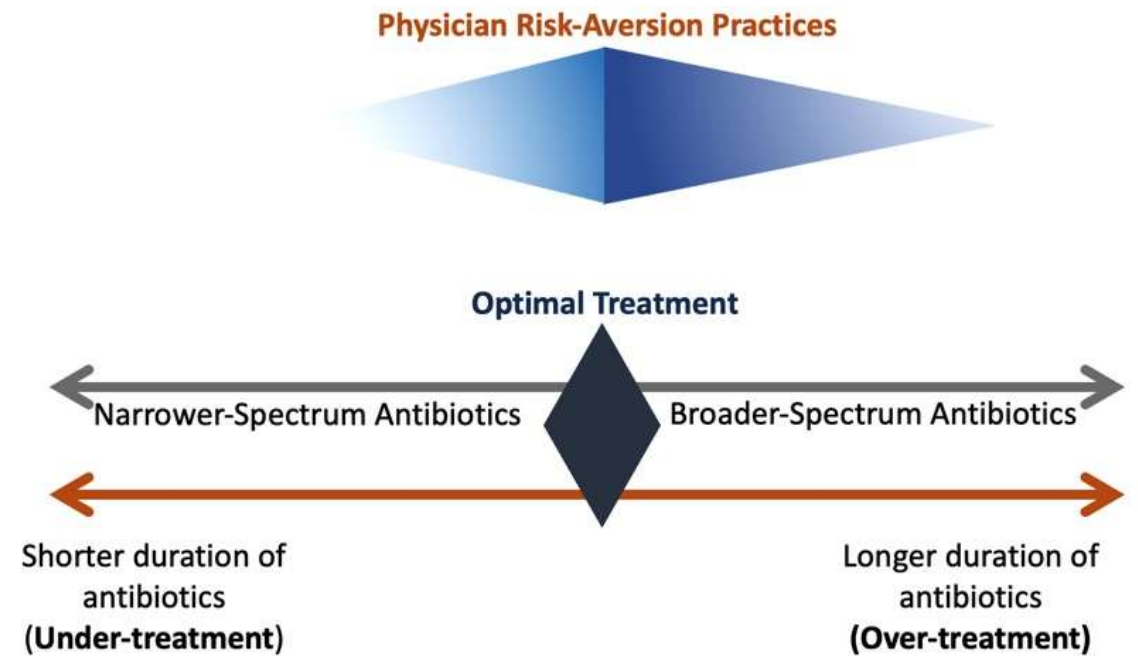 Physician Risk-Aversion Practices
Optimal Treatment
Narrower-Spectrum Antibiotics
Broader-Spectrum Antibiotics
Shorter duration of
antibiotics
(Under-treatment)
Longer duration of
antibiotics
(Over-treatment)